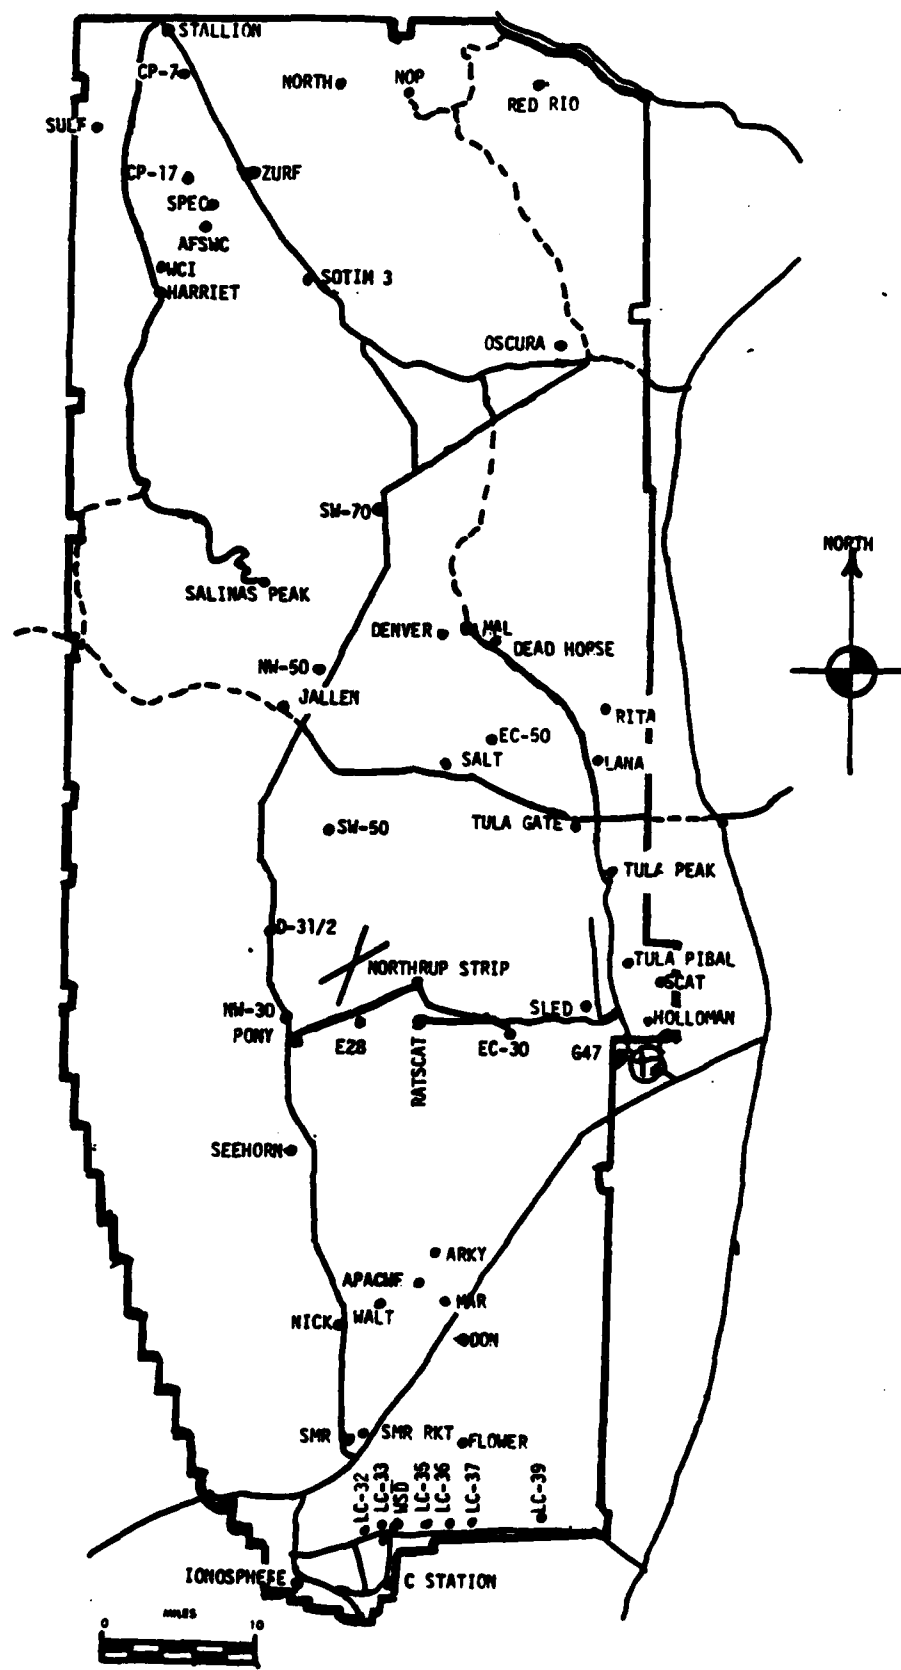 STALLION
CP-7
NORTH
NOP
RED RIO
SULF
CP-17
ZURF
SPEC
AFSWC
WCI
HARRIET
SOTIM 3
OSCURA
SW-70
NORTH
SALINAS PEAK
DENVER
MAL
DEAD HORSE
NW-50
JALLEN
RITA
EC-50
SALT
LANA
SW-50
TULA GATE
TULA PEAK
D-31/2
NORTHRUP STRIP
TULA PIBAL
SCAT
NW-30
SLED
HOLLOMAN
PONY
E28
RATSCAT
EC-30
G47
SEEHORN
ARKY
APACHE
MAR
NICK
WALT
DON
SMR
SMR RKT
FLOWER
LC-32
LC-33
WSD
LC-35
LC-36
LC-37
LC-39
IONOSPHERE
C STATION
MILES
0 10